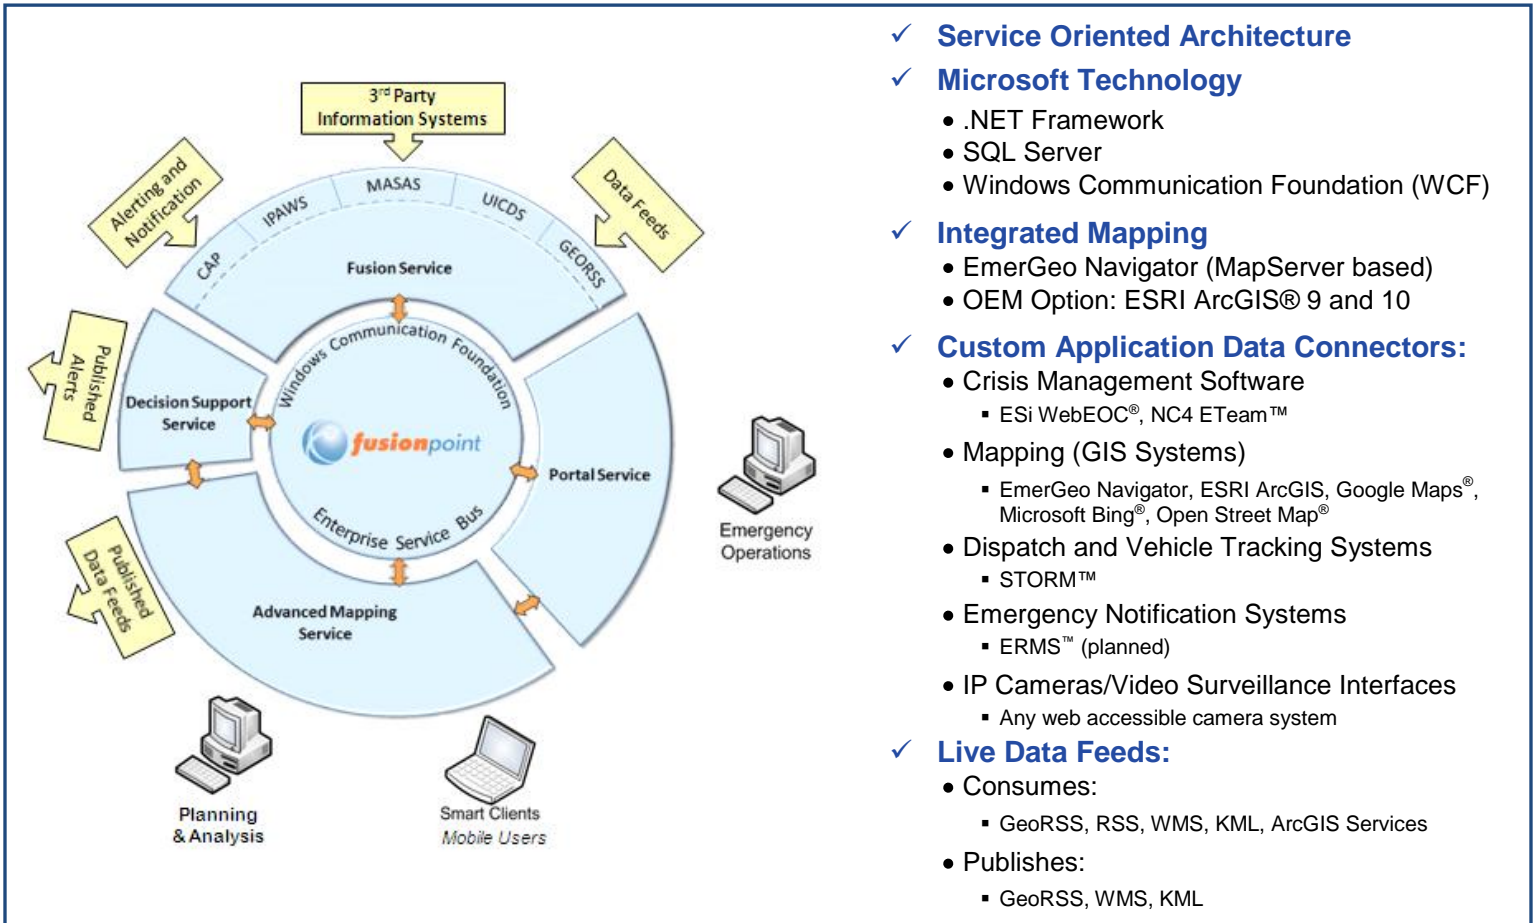 3rd Party
Information Systems
Alerting and
Notification
Data Feeds
CAP
IPAWS
MASAS
UICDS
GEORSS
Fusion Service
Windows Communication Foundation
Published
Alerts
Decision Support
Service
fusionpoint
Portal Service
Enterprise Service Bus
Emergency
Operations
Published
Data Feeds
Advanced Mapping
Service
Planning
& Analysis
Smart Clients
Mobile Users
✓ Service Oriented Architecture
✓ Microsoft Technology
• .NET Framework
• SQL Server
• Windows Communication Foundation (WCF)
✓ Integrated Mapping
• EmerGeo Navigator (MapServer based)
• OEM Option: ESRI ArcGIS® 9 and 10
✓ Custom Application Data Connectors:
• Crisis Management Software
▪ ESi WebEOC®, NC4 ETeam™
• Mapping (GIS Systems)
▪ EmerGeo Navigator, ESRI ArcGIS, Google Maps®,
Microsoft Bing®, Open Street Map®
• Dispatch and Vehicle Tracking Systems
▪ STORM™
• Emergency Notification Systems
▪ ERMS™ (planned)
• IP Cameras/Video Surveillance Interfaces
▪ Any web accessible camera system
✓ Live Data Feeds:
• Consumes:
▪ GeoRSS, RSS, WMS, KML, ArcGIS Services
• Publishes:
▪ GeoRSS, WMS, KML